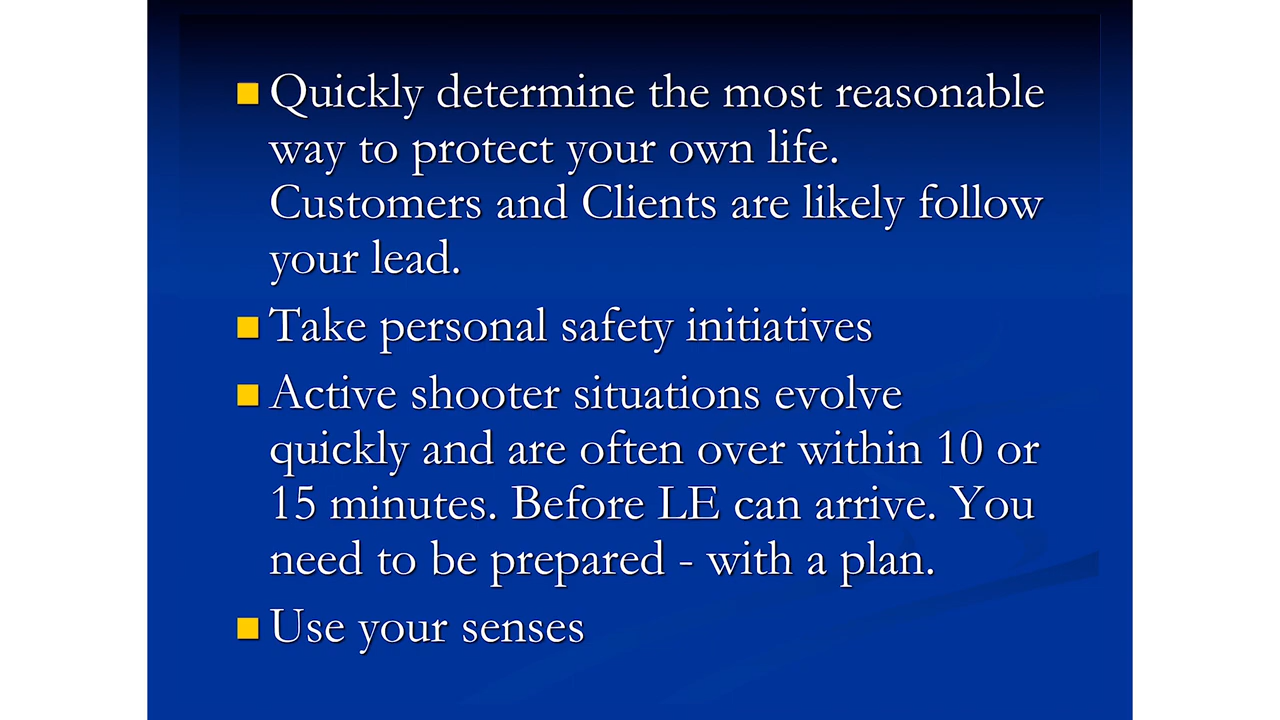 Quickly determine the most reasonable
way to protect your own life.
Customers and Clients are likely follow
your lead.
Take personal safety initiatives
Active shooter situations evolve
quickly and are often over within 10 or
15 minutes. Before LE can arrive. You
need to be prepared - with a plan.
Use your senses